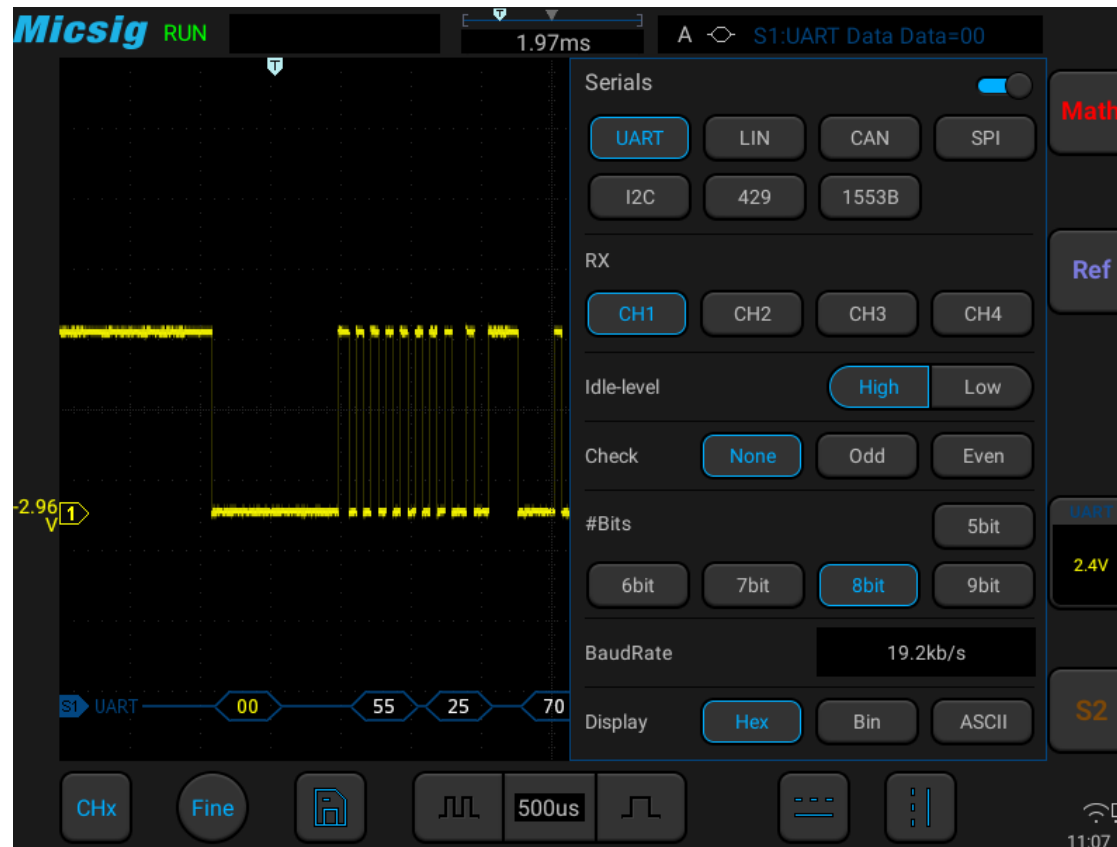 Micsig RUN
T
1.97ms
A S1:UART Data Data=00
T
Serials
UART LIN CAN SPI
I2C 429 1553B
Math
RX
CH1 CH2 CH3 CH4
Ref
Idle-level High Low
Check None Odd Even
-2.96
V 1
#Bits 5bit
6bit 7bit 8bit 9bit
UART
2.4V
BaudRate 19.2kb/s
S1 UART 00 55 25 70
Display Hex Bin ASCII
S2
CHx Fine 500us
11:07